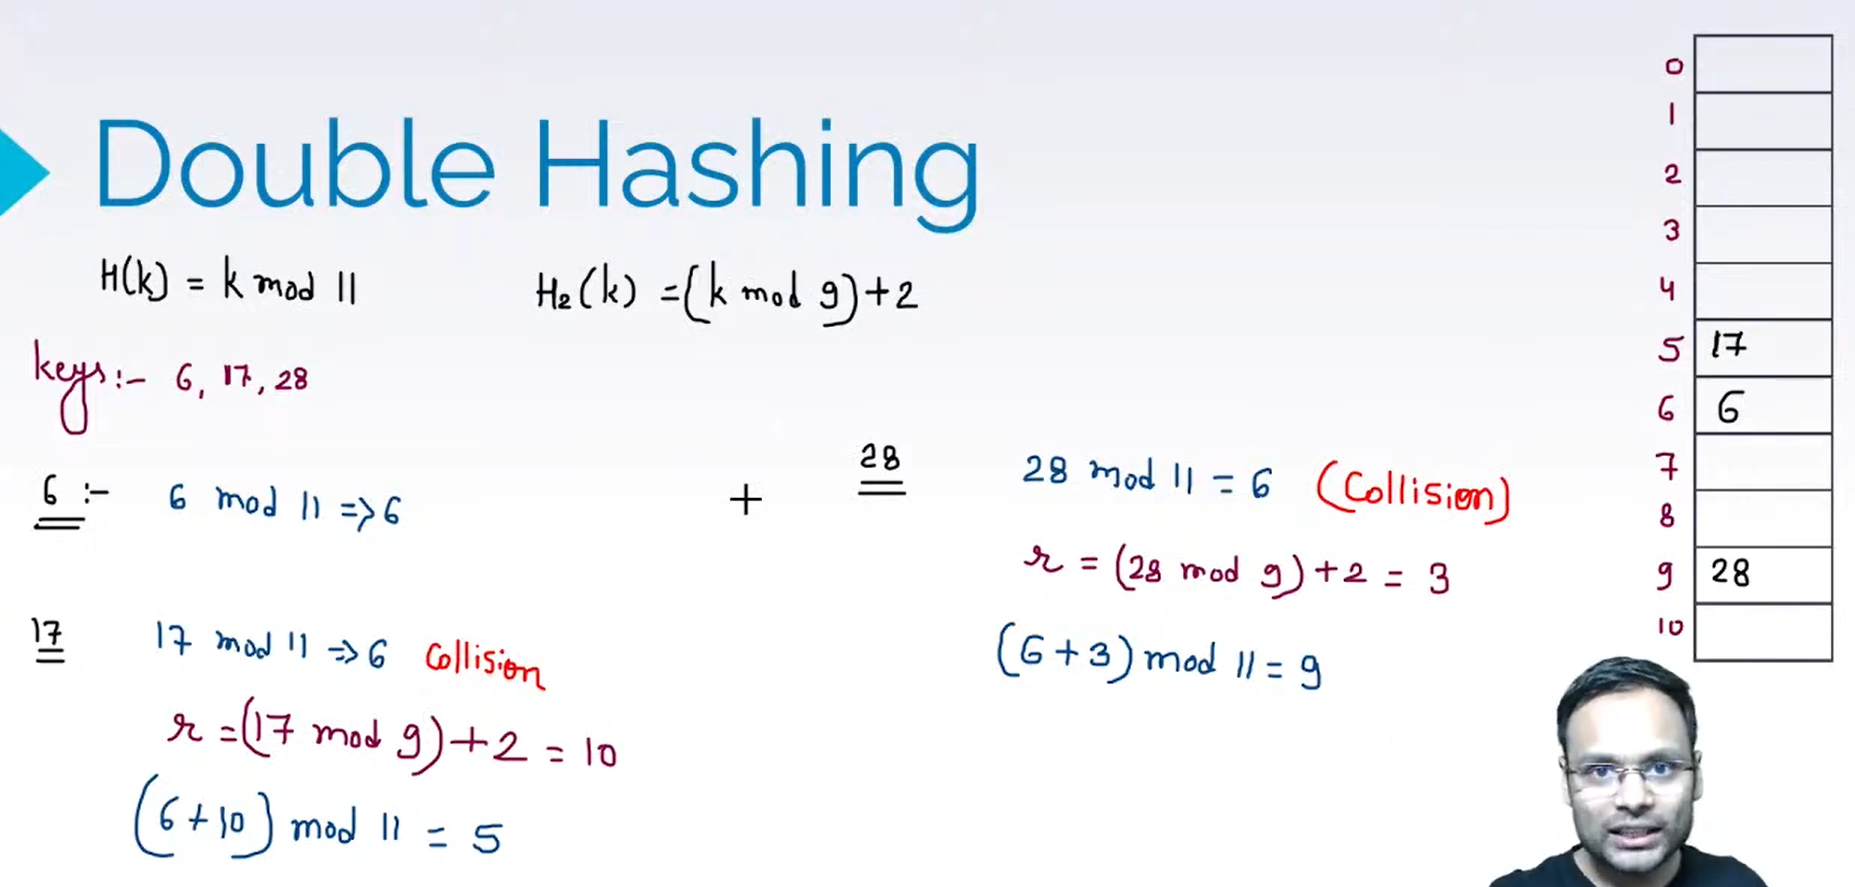 Double Hashing
H(k) = k mod 11
H₂(k) = (k mod 9)+2
keys:- 6, 17, 28
6 :- 6 mod 11 => 6
17 17 mod 11 => 6 Collision
r = (17 mod 9)+2 = 10
(6+10) mod 11 = 5
+
28 28 mod 11 = 6 (Collision)
r = (28 mod 9)+2 = 3
(6+3) mod 11 = 9
0
1
2
3
4
5 17
6 6
7
8
9 28
10